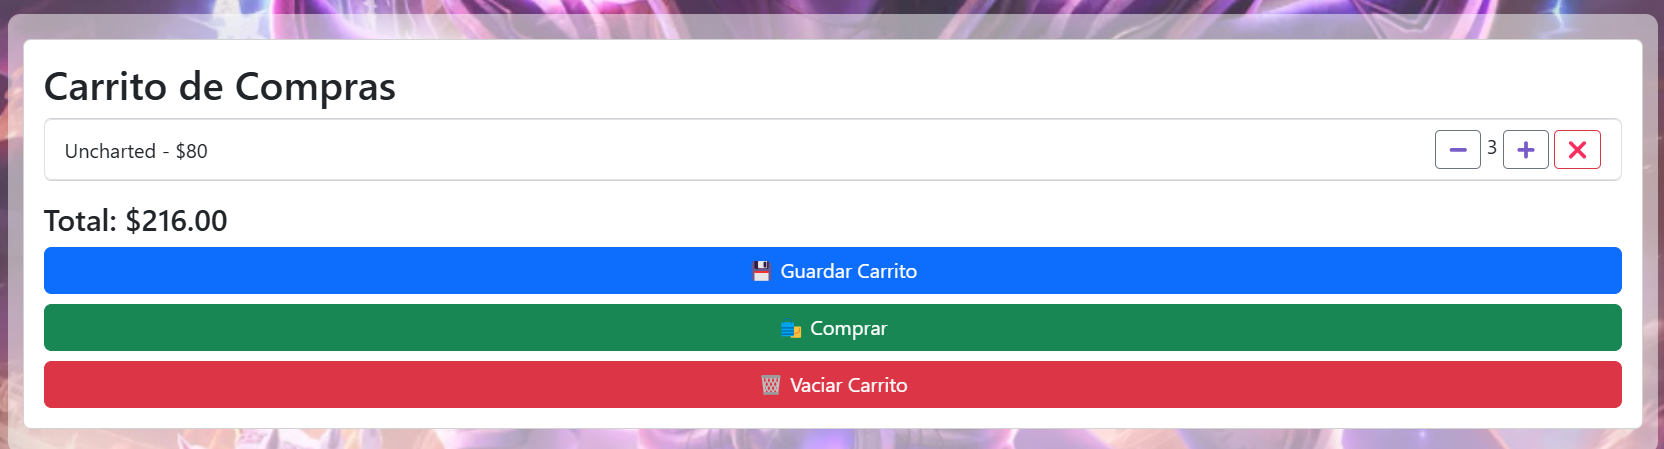 Carrito de Compras
Uncharted - $80
3
Total: $216.00
Guardar Carrito
Comprar
Vaciar Carrito